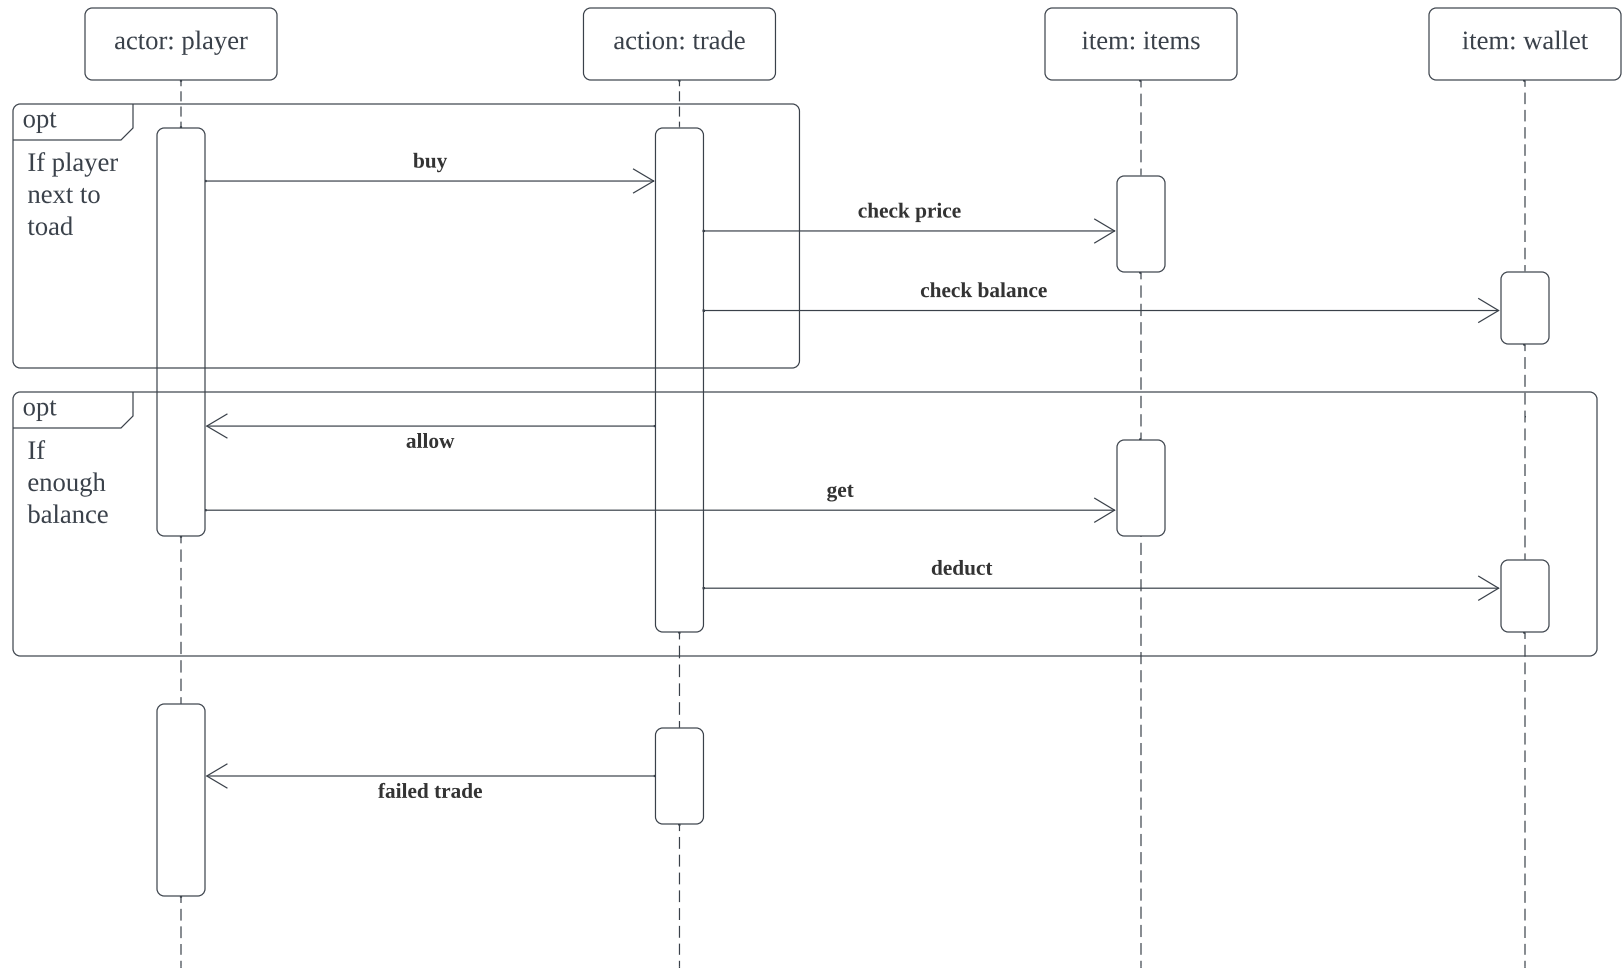 actor: player
action: trade
item: items
item: wallet
opt
If player
next to
toad
buy
check price
check balance
opt
If
enough
balance
allow
get
deduct
failed trade